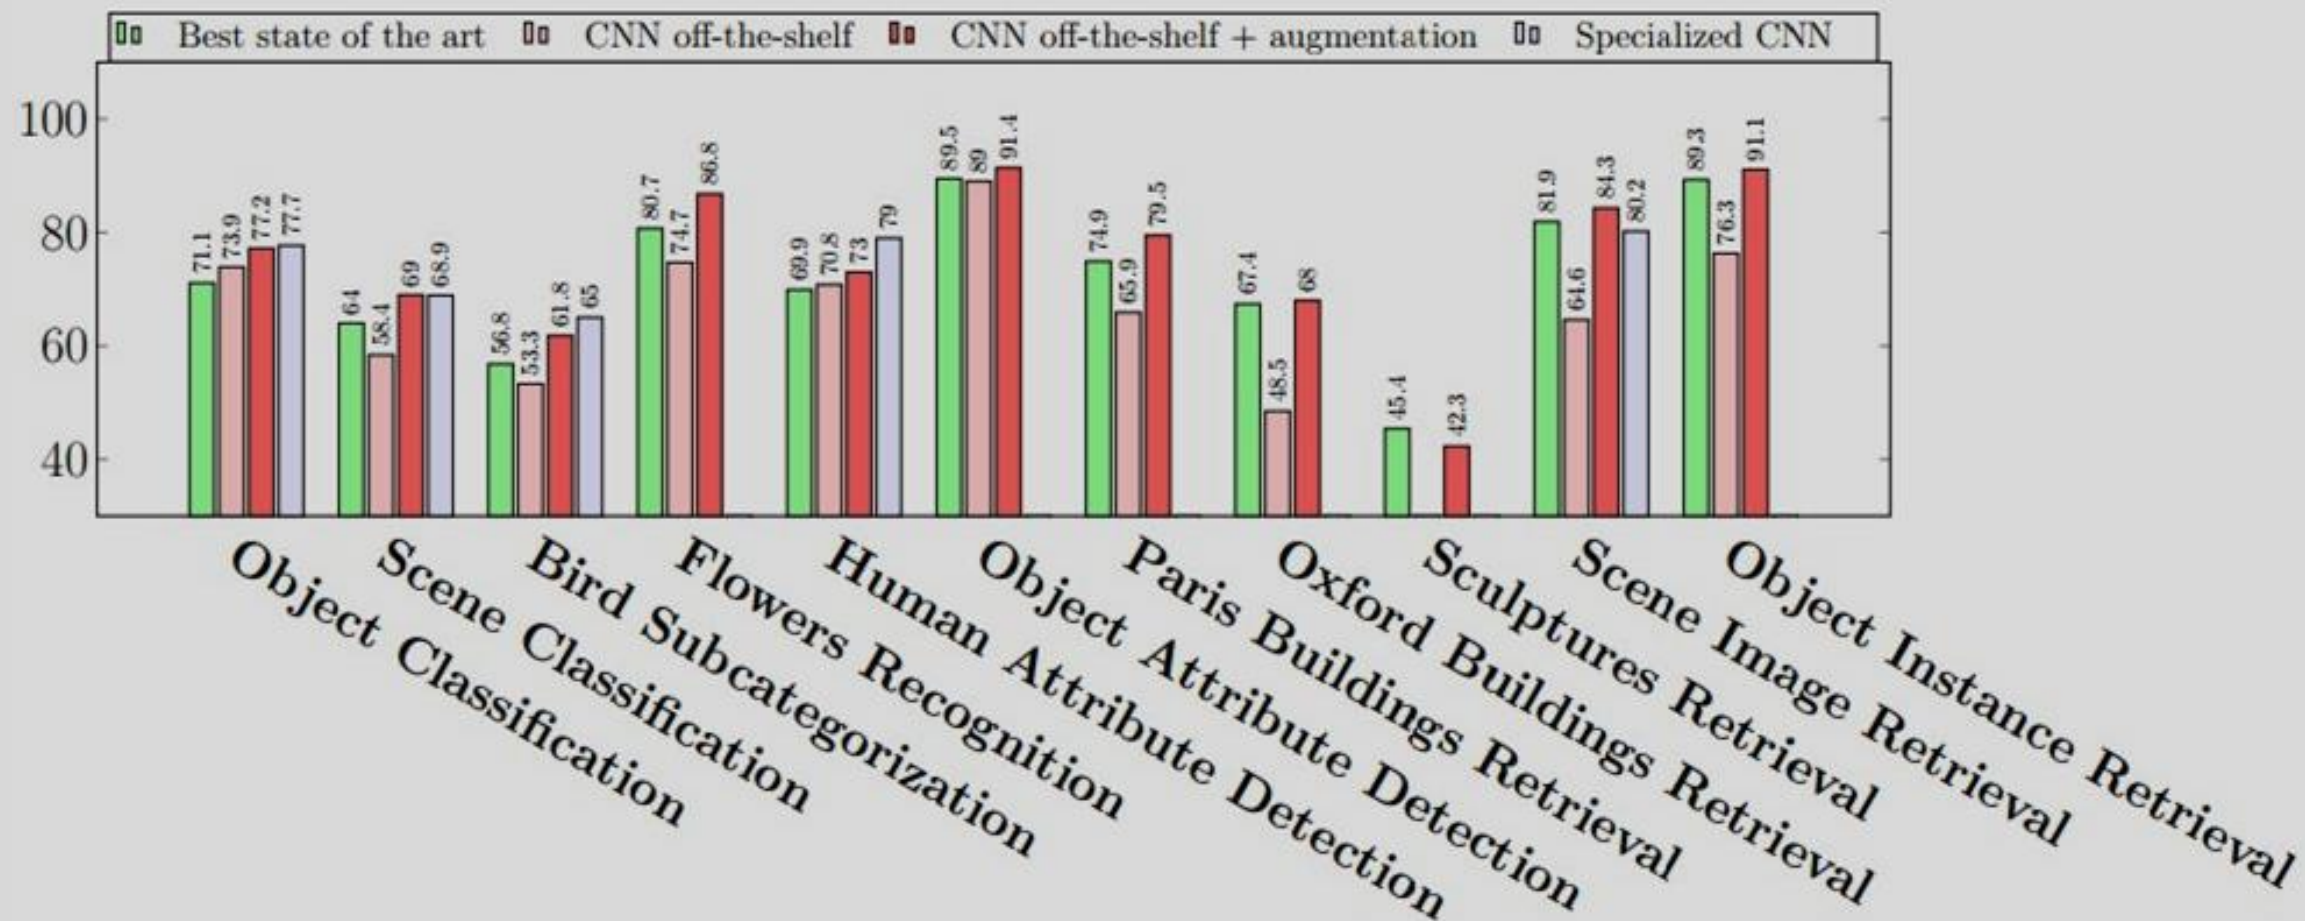 Best state of the art CNN off-the-shelf CNN off-the-shelf + augmentation Specialized CNN
100
80
60
40
71.1 73.9 77.2 77.7
64 58.4 69 68.9
56.8 53.3 61.8 65
80.7 74.7 86.8
69.9 70.8 73 79
89.5 89 91.4
74.9 65.9 79.5
67.4 48.5 68
45.4 42.3
81.9 64.6 84.3 80.2
89.3 76.3 91.1
Object Classification
Scene Classification
Bird Subcategorization
Flowers Recognition
Human Attribute Detection
Object Attribute Detection
Paris Buildings Retrieval
Oxford Buildings Retrieval
Sculptures Retrieval
Scene Image Retrieval
Object Instance Retrieval